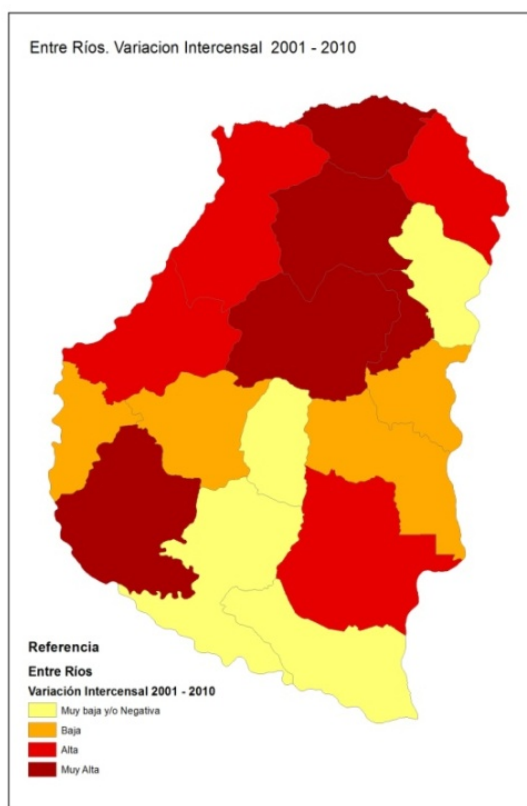 Entre Ríos. Variacion Intercensal 2001 - 2010
Referencia
Entre Ríos
Variación Intercensal 2001 - 2010
Muy baja y/o Negativa
Baja
Alta
Muy Alta